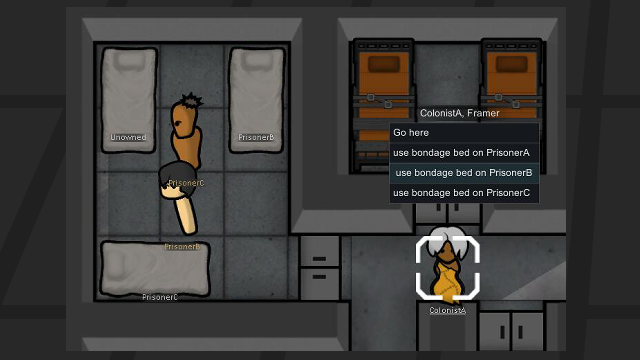 ColonistA, Framer
Go here
use bondage bed on PrisonerA
use bondage bed on PrisonerB
use bondage bed on PrisonerC
Unowned
PrisonerB
PrisonerC
PrisonerB
PrisonerC
ColonistA